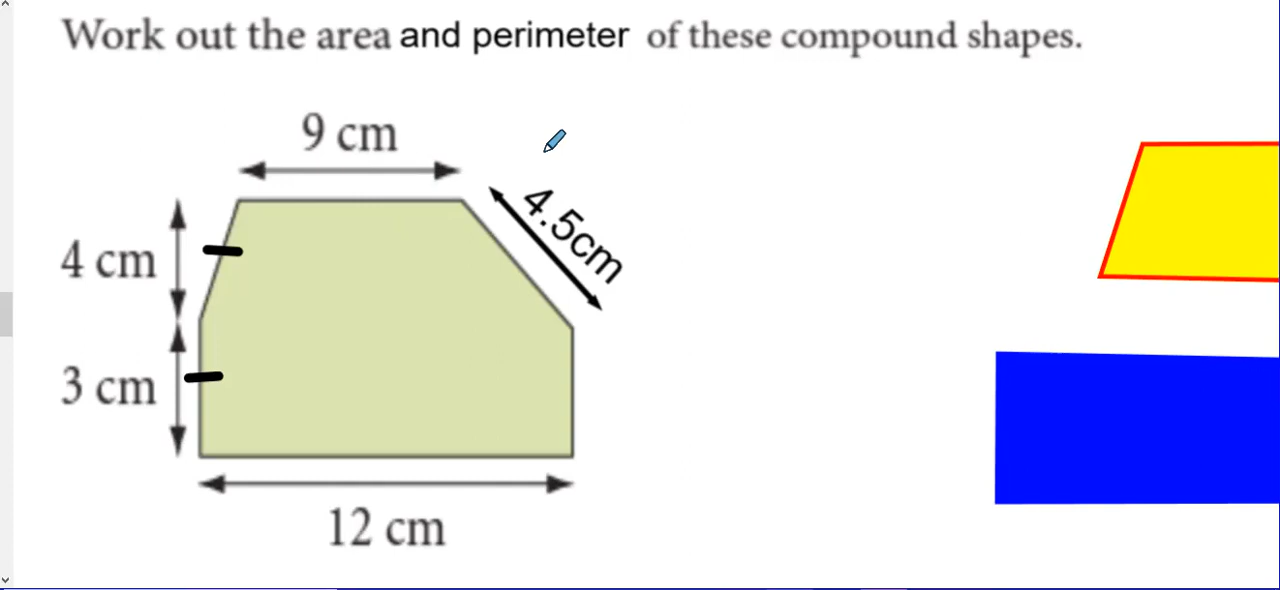 Work out the area and perimeter of these compound shapes.
9 cm
4.5cm
4 cm
3 cm
12 cm